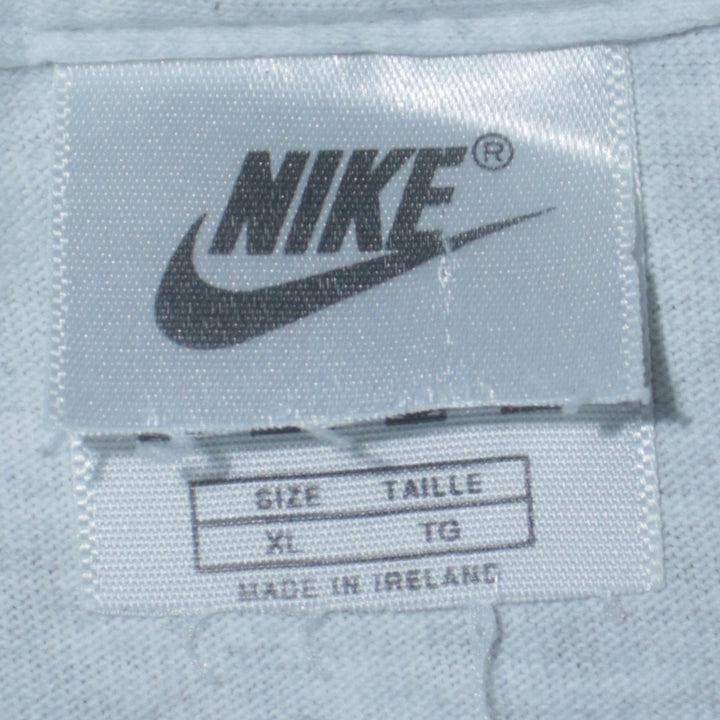 NIKE®
SIZE TAILLE
XL TG
MADE IN IRELAND